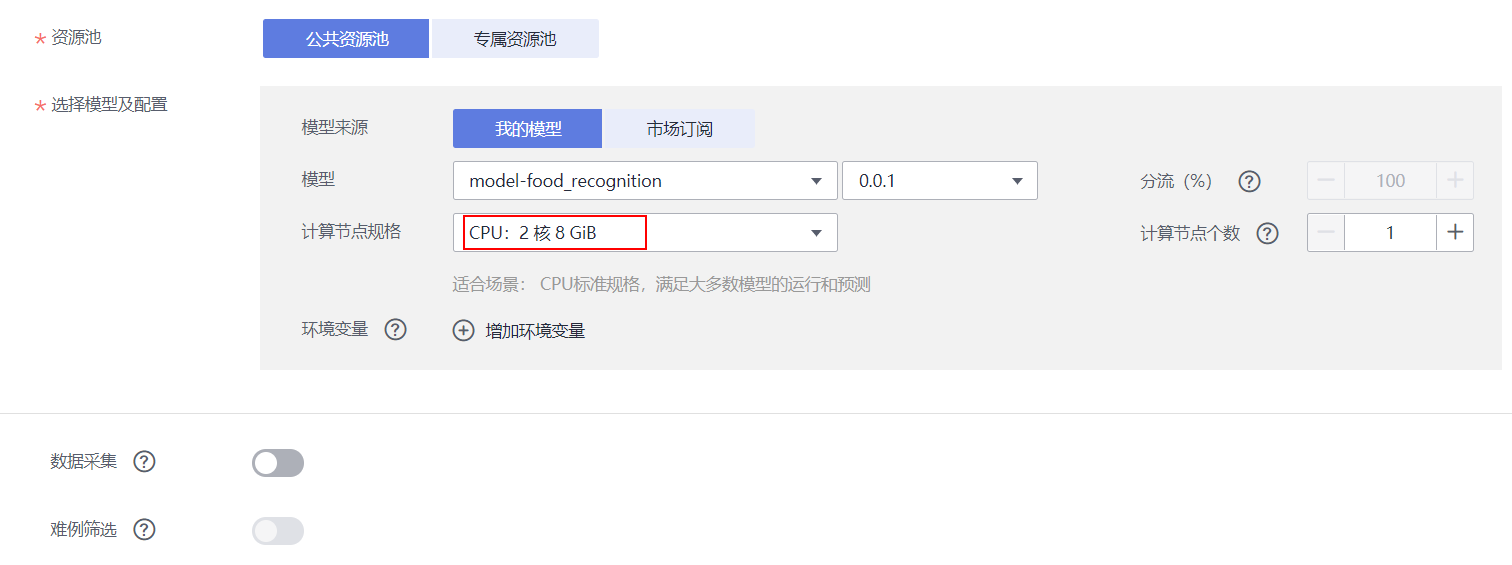 * 资源池 公共资源池 专属资源池
* 选择模型及配置
模型来源 我的模型 市场订阅
模型 model-food_recognition 0.0.1 分流（%） ? 100
计算节点规格 CPU：2 核 8 GiB 计算节点个数 ? 1
适合场景： CPU标准规格，满足大多数模型的运行和预测
环境变量 ? 增加环境变量
数据采集 ?
难例筛选 ?